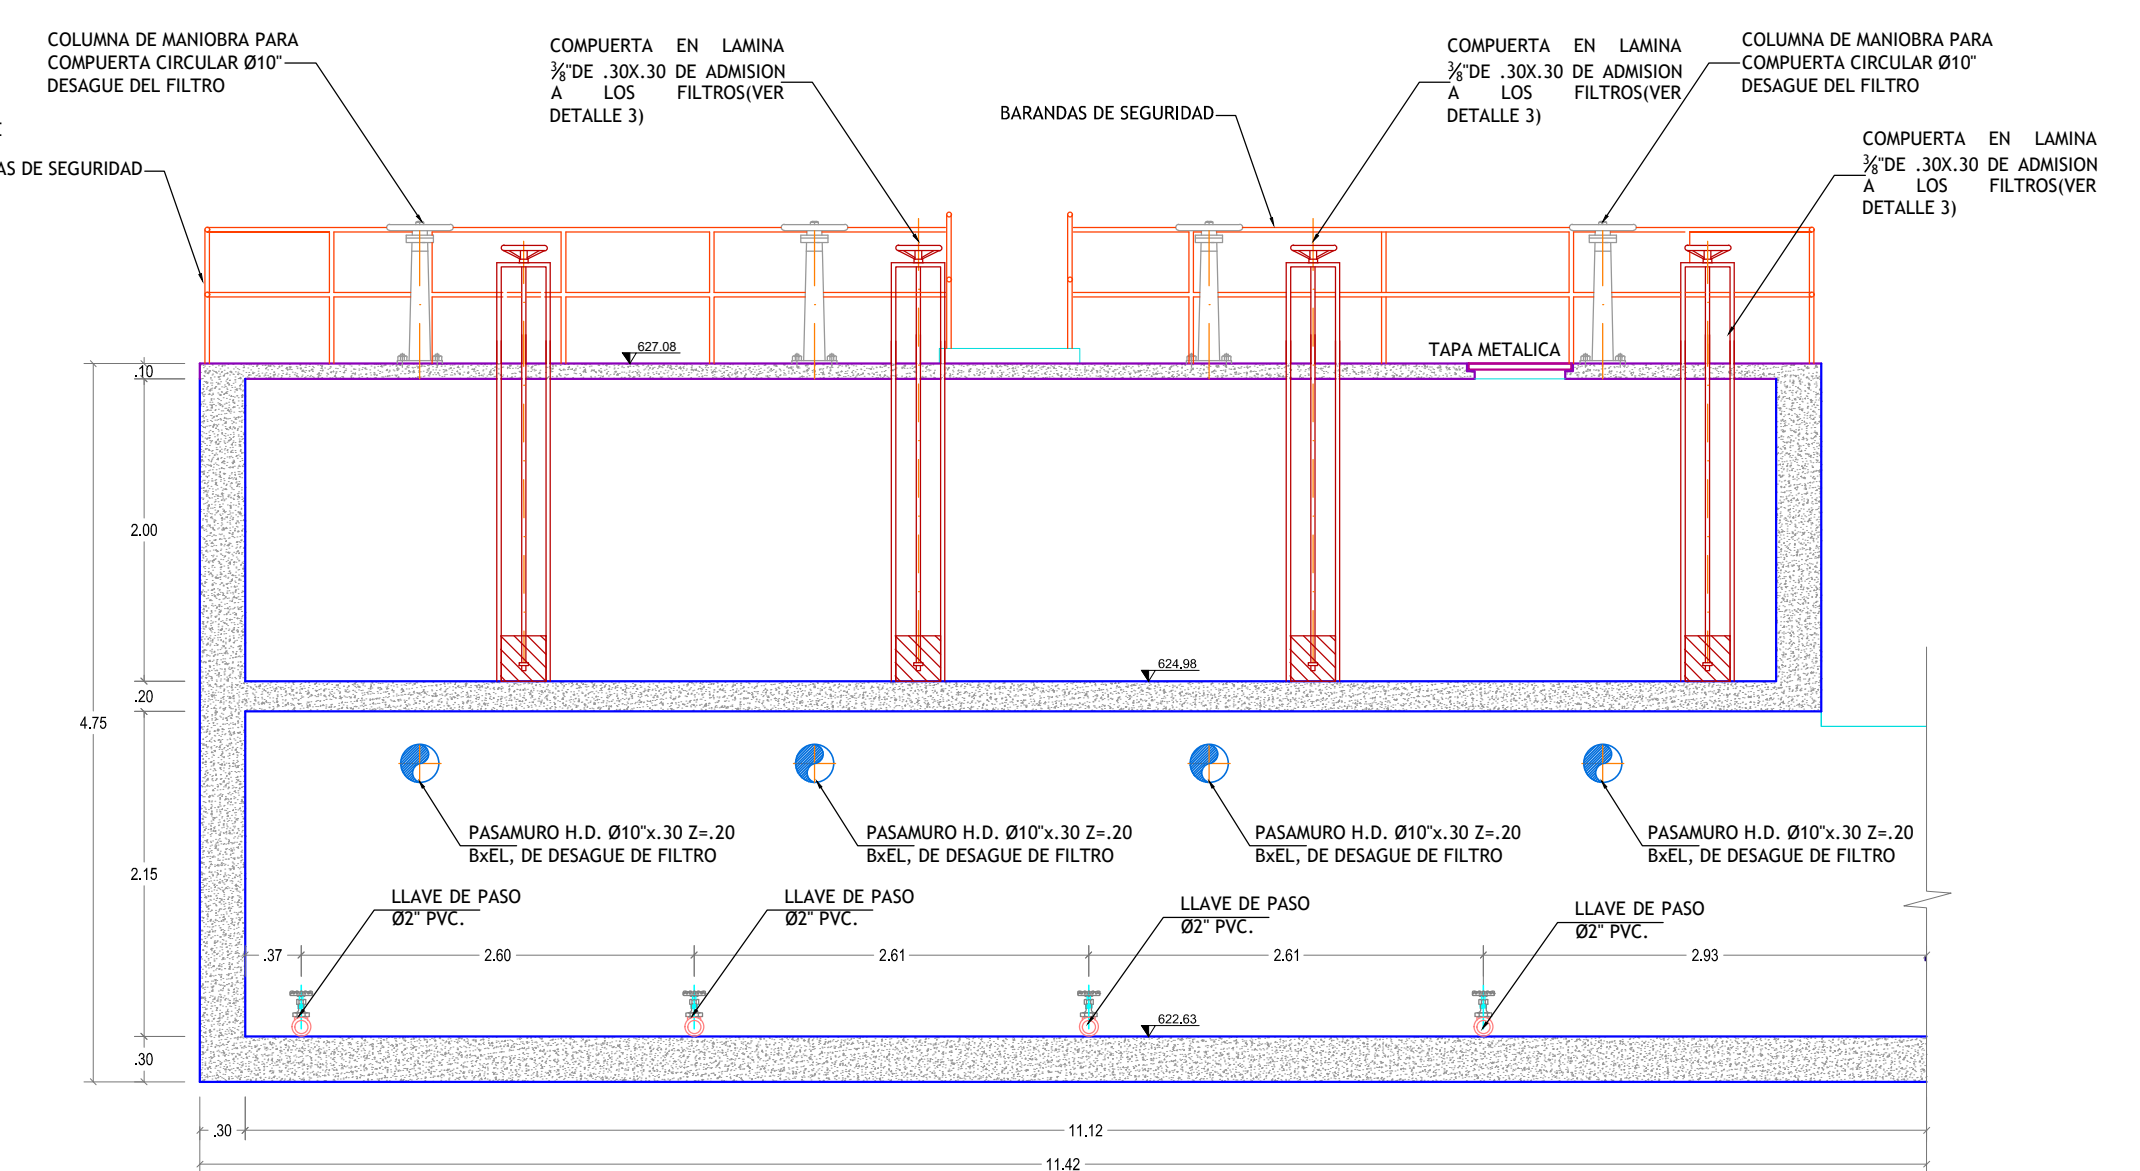 COLUMNA DE MANIOBRA PARA
COMPUERTA CIRCULAR Ø10"
DESAGUE DEL FILTRO
COMPUERTA EN LAMINA
⅜"DE .30X.30 DE ADMISION
A LOS FILTROS(VER
DETALLE 3)
BARANDAS DE SEGURIDAD
COMPUERTA EN LAMINA
⅜"DE .30X.30 DE ADMISION
A LOS FILTROS(VER
DETALLE 3)
COLUMNA DE MANIOBRA PARA
COMPUERTA CIRCULAR Ø10"
DESAGUE DEL FILTRO
COMPUERTA EN LAMINA
⅜"DE .30X.30 DE ADMISION
A LOS FILTROS(VER
DETALLE 3)
AS DE SEGURIDAD
627.08
TAPA METALICA
.10
2.00
.20
4.75
2.15
.30
624.98
PASAMURO H.D. Ø10"x.30 Z=.20
BxEL, DE DESAGUE DE FILTRO
PASAMURO H.D. Ø10"x.30 Z=.20
BxEL, DE DESAGUE DE FILTRO
PASAMURO H.D. Ø10"x.30 Z=.20
BxEL, DE DESAGUE DE FILTRO
PASAMURO H.D. Ø10"x.30 Z=.20
BxEL, DE DESAGUE DE FILTRO
LLAVE DE PASO
Ø2" PVC.
LLAVE DE PASO
Ø2" PVC.
LLAVE DE PASO
Ø2" PVC.
LLAVE DE PASO
Ø2" PVC.
.37
2.60
2.61
2.61
2.93
622.63
.30
11.12
11.42